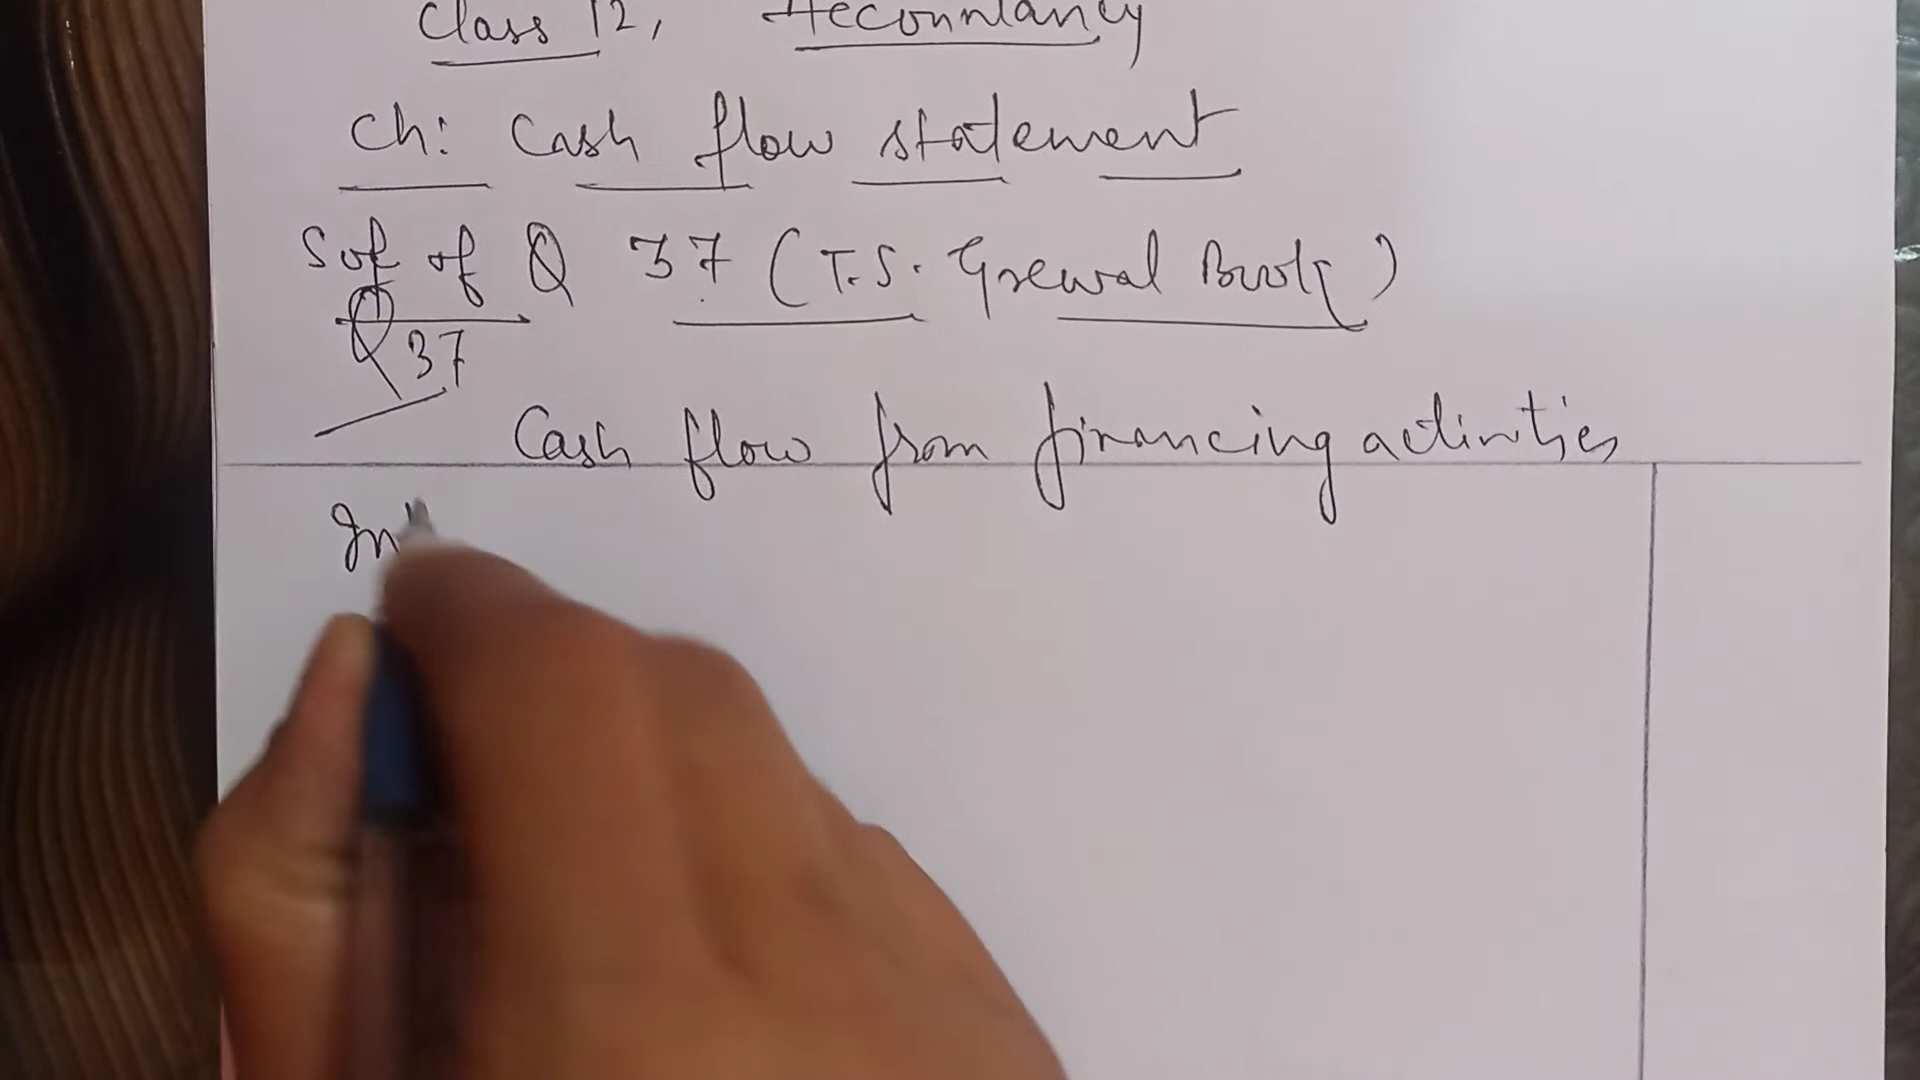 Class 12, Accountancy
Ch: Cash flow statement
Sol of Q 37 (T.S. Grewal Book)
Q 37
Cash flow from financing activities